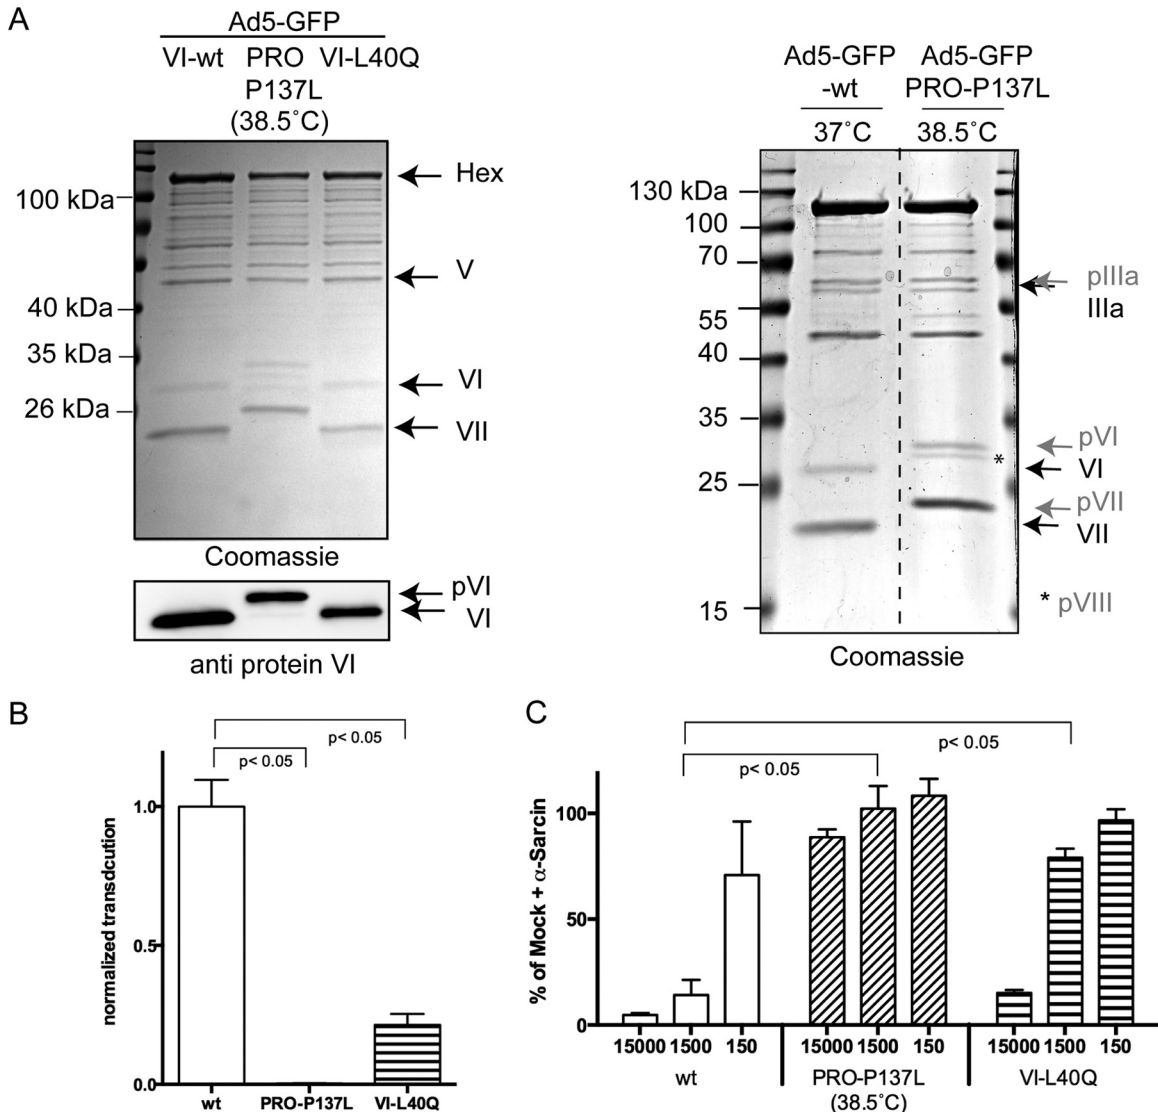 A
Ad5-GFP
VI-wt PRO VI-L40Q
P137L
(38.5˚C)
100 kDa
40 kDa
35 kDa
26 kDa
Hex
V
VI
VII
Coomassie
pVI
VI
anti protein VI
Ad5-GFP Ad5-GFP
-wt PRO-P137L
37˚C 38.5˚C
130 kDa
100
70
55
40
35
25
15
pIIIa
IIIa
pVI
*
VI
pVII
VII
* pVIII
Coomassie
B
p< 0.05
p< 0.05
normalized transdcution
1.0
0.5
0.0
wt PRO-P137L VI-L40Q
C
p< 0.05
p< 0.05
% of Mock + α-Sarcin
100
50
0
15000 1500 150 15000 1500 150 15000 1500 150
wt PRO-P137L VI-L40Q
(38.5˚C)